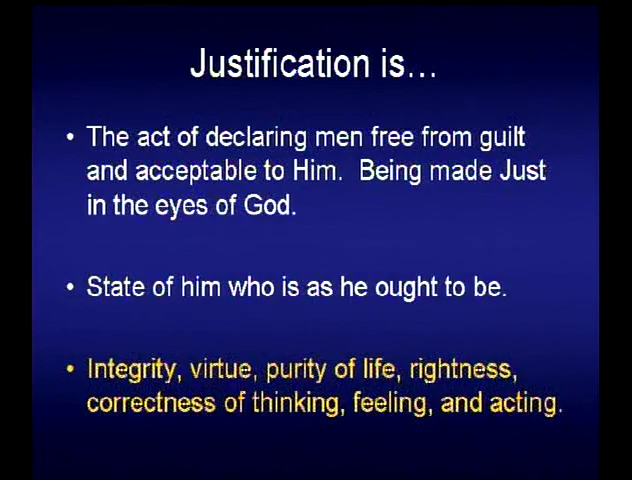 Justification is...
• The act of declaring men free from guilt
and acceptable to Him. Being made Just
in the eyes of God.
• State of him who is as he ought to be.
• Integrity, virtue, purity of life, rightness,
correctness of thinking, feeling, and acting.